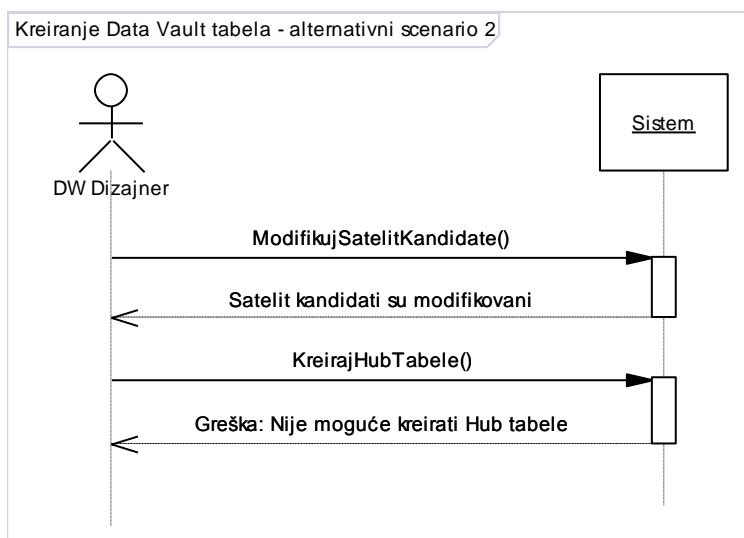 Kreiranje Data Vault tabela - alternativni scenario 2
Sistem
DW Dizajner
ModifikujSatelitKandidate()
Satelit kandidati su modifikovani
KreirajHubTabele()
Greška: Nije moguće kreirati Hub tabele